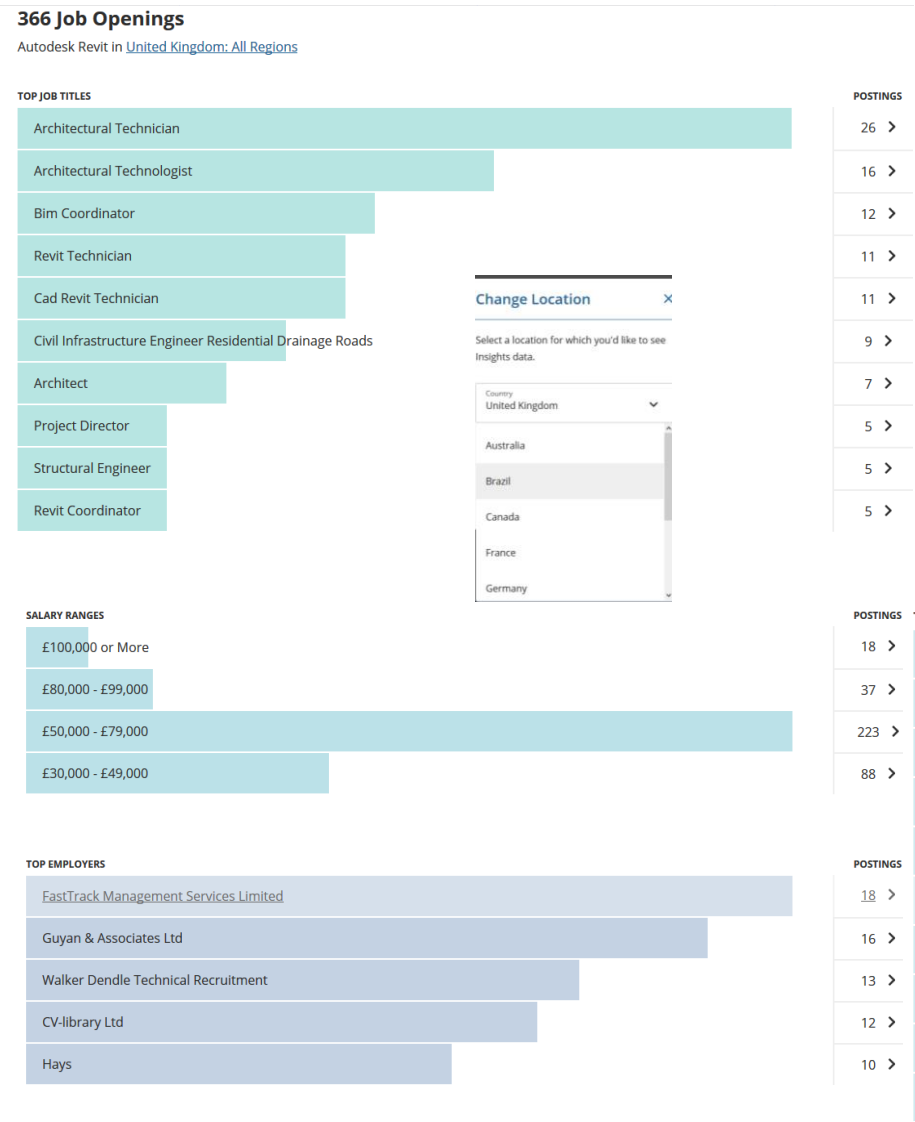 366 Job Openings
Autodesk Revit in United Kingdom: All Regions
TOP JOB TITLES POSTINGS
Architectural Technician 26
Architectural Technologist 16
Bim Coordinator 12
Revit Technician 11
Cad Revit Technician 11
Civil Infrastructure Engineer Residential Drainage Roads 9
Architect 7
Project Director 5
Structural Engineer 5
Revit Coordinator 5
Change Location
Select a location for which you'd like to see
Insights data.
Country
United Kingdom
Australia
Brazil
Canada
France
Germany
SALARY RANGES POSTINGS
£100,000 or More 18
£80,000 - £99,000 37
£50,000 - £79,000 223
£30,000 - £49,000 88
TOP EMPLOYERS POSTINGS
FastTrack Management Services Limited 18
Guyan & Associates Ltd 16
Walker Dendle Technical Recruitment 13
CV-library Ltd 12
Hays 10